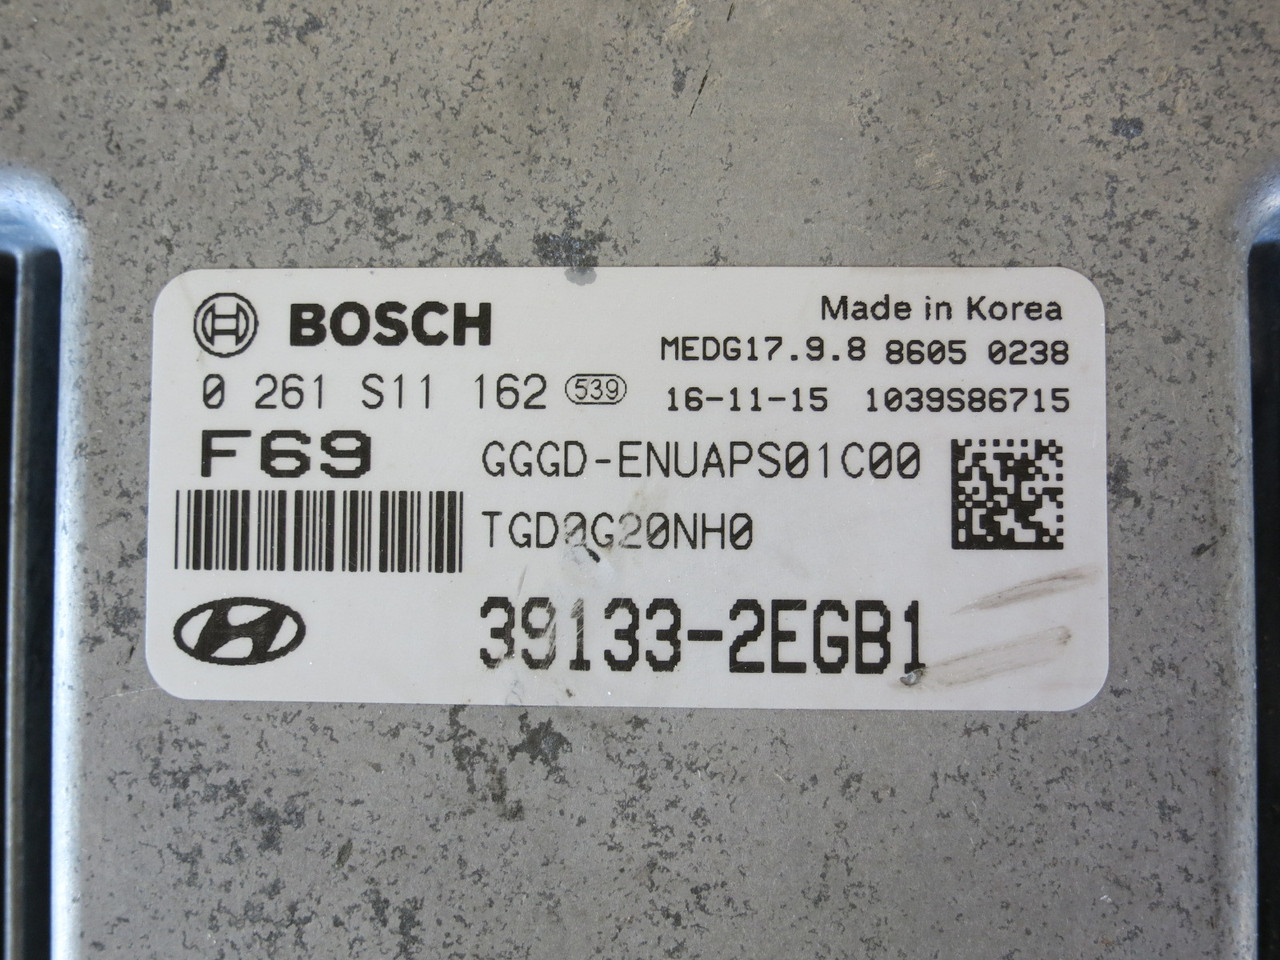 BOSCH
Made in Korea
MEDG17.9.8 8605 0238
0 261 S11 162 539
16-11-15 1039S86715
F69
GGGD-ENUAPS01C00
TGD0G20NH0
39133-2EGB1